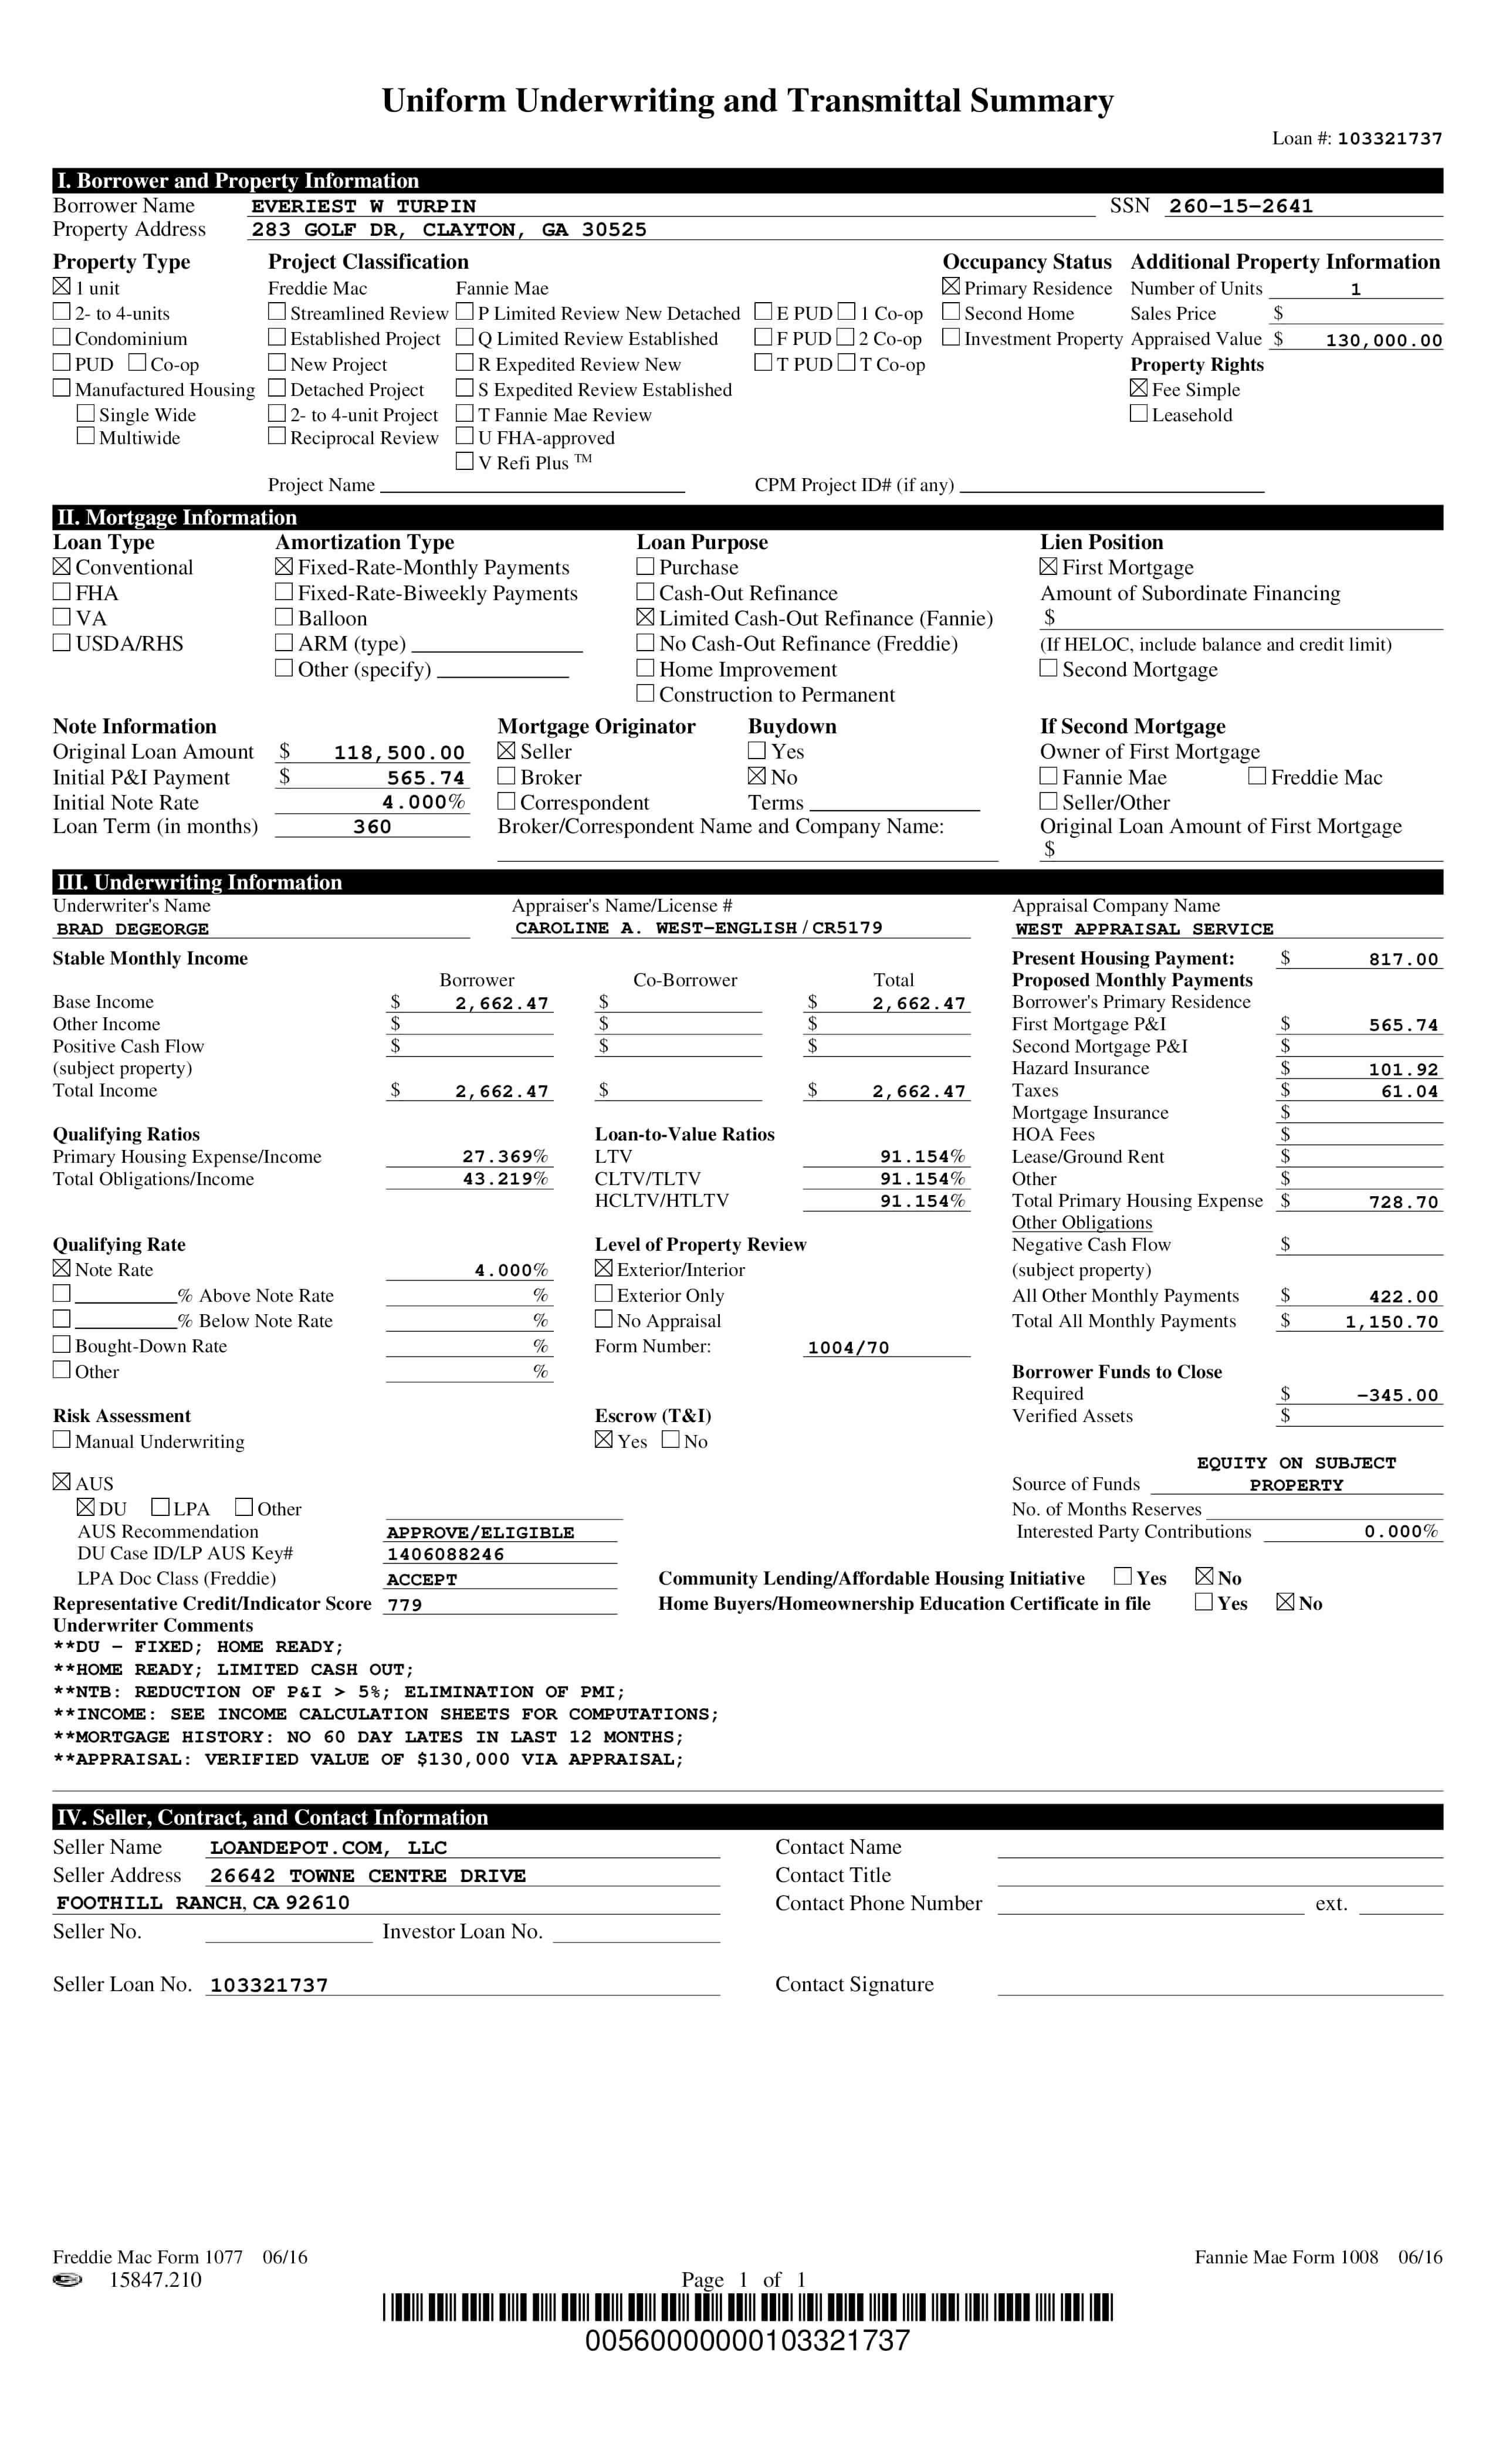 Uniform Underwriting and Transmittal Summary
Loan #: 103321737
I. Borrower and Property Information
Borrower Name EVERIEST W TURPIN SSN 260-15-2641
Property Address 283 GOLF DR, CLAYTON, GA 30525
Property Type Project Classification Occupancy Status Additional Property Information
1 unit Freddie Mac Fannie Mae Primary Residence Number of Units 1
2- to 4-units Streamlined Review P Limited Review New Detached E PUD 1 Co-op Second Home Sales Price $
Condominium Established Project Q Limited Review Established F PUD 2 Co-op Investment Property Appraised Value $ 130,000.00
PUD Co-op New Project R Expedited Review New T PUD T Co-op Property Rights
Manufactured Housing Detached Project S Expedited Review Established Fee Simple
Single Wide 2- to 4-unit Project T Fannie Mae Review Leasehold
Multiwide Reciprocal Review U FHA-approved
V Refi Plus TM
Project Name CPM Project ID# (if any)
II. Mortgage Information
Loan Type Amortization Type Loan Purpose Lien Position
Conventional Fixed-Rate-Monthly Payments Purchase First Mortgage
FHA Fixed-Rate-Biweekly Payments Cash-Out Refinance Amount of Subordinate Financing
VA Balloon Limited Cash-Out Refinance (Fannie) $
USDA/RHS ARM (type) No Cash-Out Refinance (Freddie) (If HELOC, include balance and credit limit)
Other (specify) Home Improvement Second Mortgage
Construction to Permanent
Note Information Mortgage Originator Buydown If Second Mortgage
Original Loan Amount $ 118,500.00 Seller Yes Owner of First Mortgage
Initial P&I Payment $ 565.74 Broker No Fannie Mae Freddie Mac
Initial Note Rate 4.000% Correspondent Terms Seller/Other
Loan Term (in months) 360 Broker/Correspondent Name and Company Name: Original Loan Amount of First Mortgage
$
III. Underwriting Information
Underwriter's Name Appraiser's Name/License # Appraisal Company Name
BRAD DEGEORGE CAROLINE A. WEST-ENGLISH / CR5179 WEST APPRAISAL SERVICE
Stable Monthly Income Present Housing Payment: $ 817.00
Borrower Co-Borrower Total Proposed Monthly Payments
Base Income $ 2,662.47 $ $ 2,662.47 Borrower's Primary Residence
Other Income $ $ $ First Mortgage P&I $ 565.74
Positive Cash Flow $ $ $ Second Mortgage P&I $
(subject property) Hazard Insurance $ 101.92
Total Income $ 2,662.47 $ $ 2,662.47 Taxes $ 61.04
Mortgage Insurance $
Qualifying Ratios Loan-to-Value Ratios HOA Fees $
Primary Housing Expense/Income 27.369% LTV 91.154% Lease/Ground Rent $
Total Obligations/Income 43.219% CLTV/TLTV 91.154% Other $
HCLTV/HTLTV 91.154% Total Primary Housing Expense $ 728.70
Other Obligations
Qualifying Rate Level of Property Review Negative Cash Flow $
Note Rate 4.000% Exterior/Interior (subject property)
% Above Note Rate % Exterior Only All Other Monthly Payments $ 422.00
% Below Note Rate % No Appraisal Total All Monthly Payments $ 1,150.70
Bought-Down Rate % Form Number: 1004/70
Other % Borrower Funds to Close
Required $ -345.00
Risk Assessment Escrow (T&I) Verified Assets $
Manual Underwriting Yes No
EQUITY ON SUBJECT
AUS Source of Funds PROPERTY
DU LPA Other No. of Months Reserves
AUS Recommendation APPROVE/ELIGIBLE Interested Party Contributions 0.000%
DU Case ID/LP AUS Key# 1406088246
LPA Doc Class (Freddie) ACCEPT Community Lending/Affordable Housing Initiative Yes No
Representative Credit/Indicator Score 779 Home Buyers/Homeownership Education Certificate in file Yes No
Underwriter Comments
**DU - FIXED; HOME READY;
**HOME READY; LIMITED CASH OUT;
**NTB: REDUCTION OF P&I > 5%; ELIMINATION OF PMI;
**INCOME: SEE INCOME CALCULATION SHEETS FOR COMPUTATIONS;
**MORTGAGE HISTORY: NO 60 DAY LATES IN LAST 12 MONTHS;
**APPRAISAL: VERIFIED VALUE OF $130,000 VIA APPRAISAL;
IV. Seller, Contract, and Contact Information
Seller Name LOANDEPOT.COM, LLC Contact Name
Seller Address 26642 TOWNE CENTRE DRIVE Contact Title
FOOTHILL RANCH, CA 92610 Contact Phone Number ext.
Seller No. Investor Loan No.
Seller Loan No. 103321737 Contact Signature
Freddie Mac Form 1077 06/16 Fannie Mae Form 1008 06/16
15847.210 Page 1 of 1
0056000000103321737